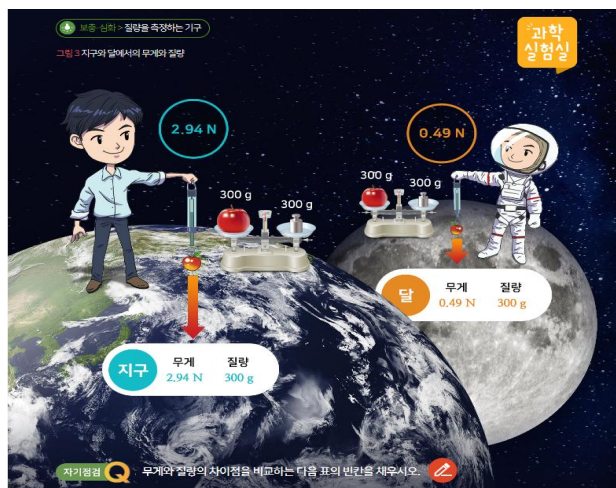 보충·심화 > 질량을 측정하는 기구
그림 3 지구와 달에서의 무게와 질량
과학
실험실
2.94 N
0.49 N
300 g
300 g
300 g
300 g
달
무게 질량
0.49 N 300 g
지구
무게 질량
2.94 N 300 g
자기점검 Q 무게와 질량의 차이점을 비교하는 다음 표의 빈칸을 채우시오.